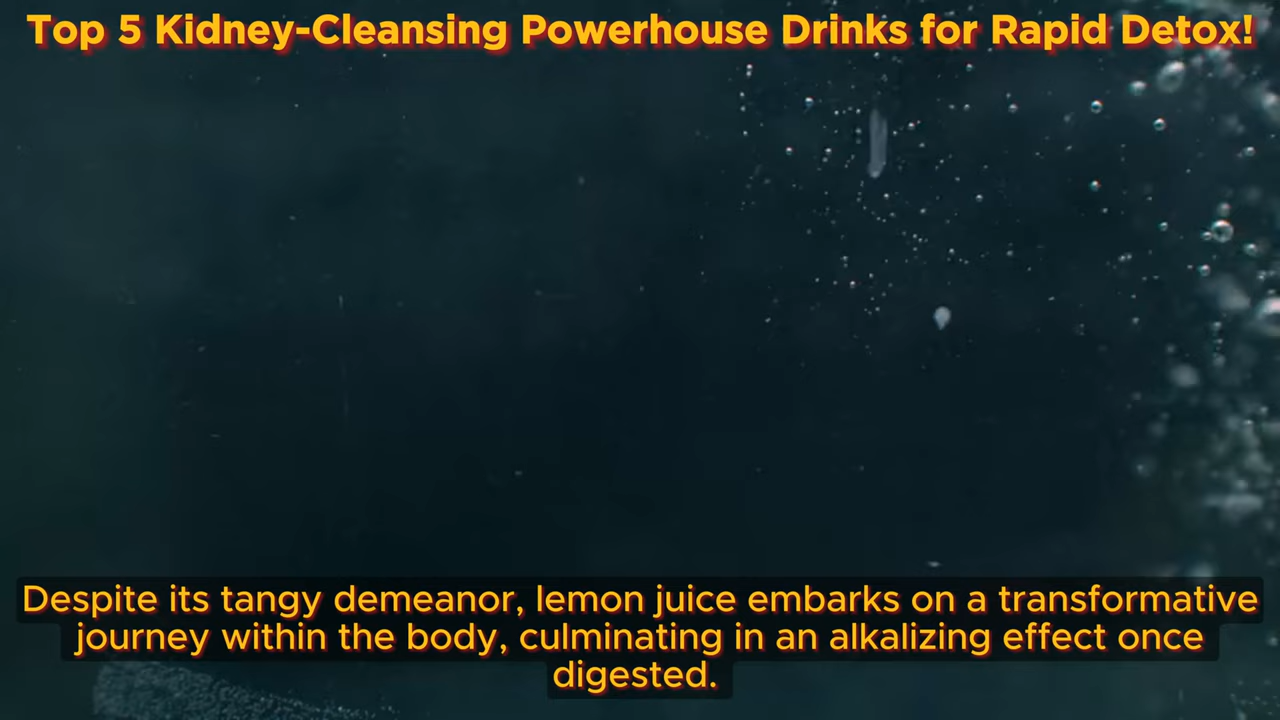 Top 5 Kidney-Cleansing Powerhouse Drinks for Rapid Detox!
Despite its tangy demeanor, lemon juice embarks on a transformative
journey within the body, culminating in an alkalizing effect once
digested.